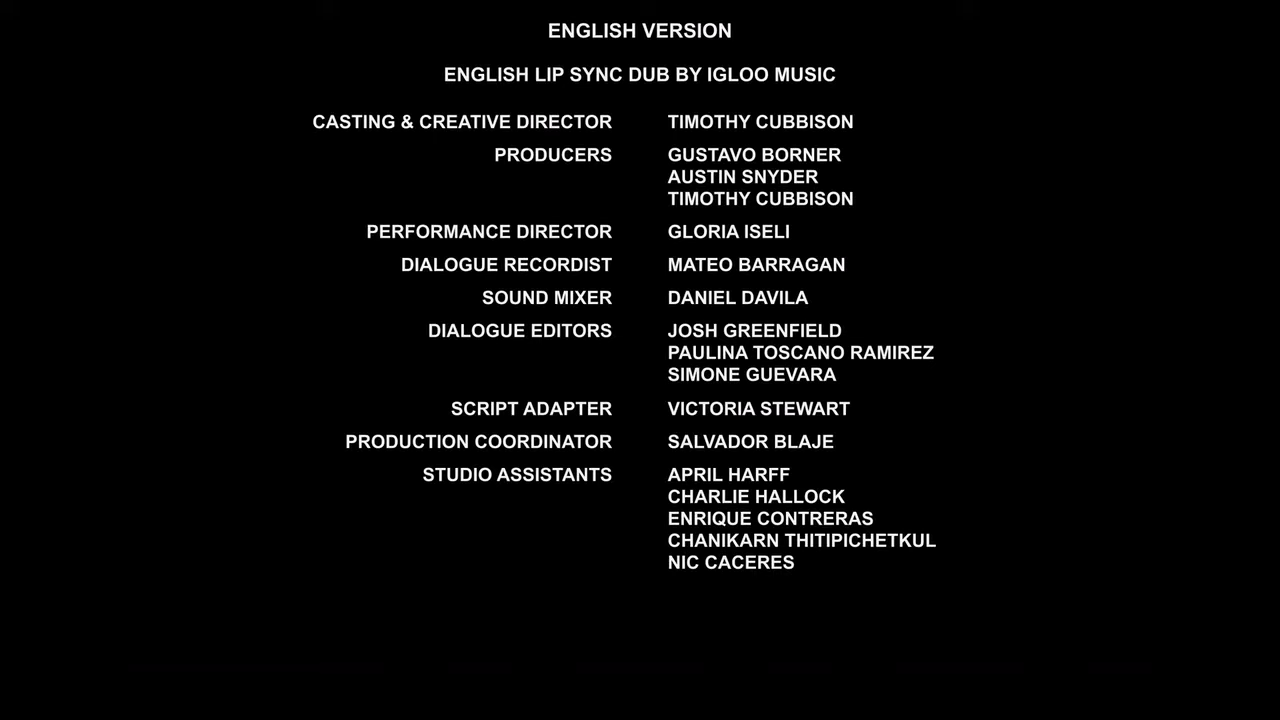 ENGLISH VERSION
ENGLISH LIP SYNC DUB BY IGLOO MUSIC
CASTING & CREATIVE DIRECTOR TIMOTHY CUBBISON
PRODUCERS GUSTAVO BORNER
AUSTIN SNYDER
TIMOTHY CUBBISON
PERFORMANCE DIRECTOR GLORIA ISELI
DIALOGUE RECORDIST MATEO BARRAGAN
SOUND MIXER DANIEL DAVILA
DIALOGUE EDITORS JOSH GREENFIELD
PAULINA TOSCANO RAMIREZ
SIMONE GUEVARA
SCRIPT ADAPTER VICTORIA STEWART
PRODUCTION COORDINATOR SALVADOR BLAJE
STUDIO ASSISTANTS APRIL HARFF
CHARLIE HALLOCK
ENRIQUE CONTRERAS
CHANIKARN THITIPICHETKUL
NIC CACERES